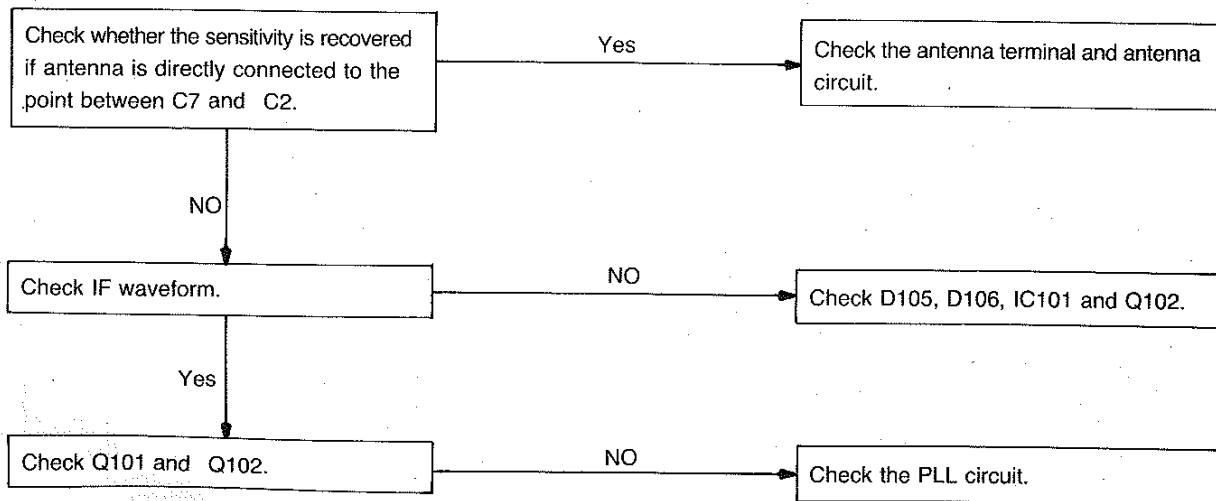 Check whether the sensitivity is recovered
if antenna is directly connected to the
point between C7 and C2.
Yes
Check the antenna terminal and antenna
circuit.
NO
Check IF waveform.
NO
Check D105, D106, IC101 and Q102.
Yes
Check Q101 and Q102.
NO
Check the PLL circuit.